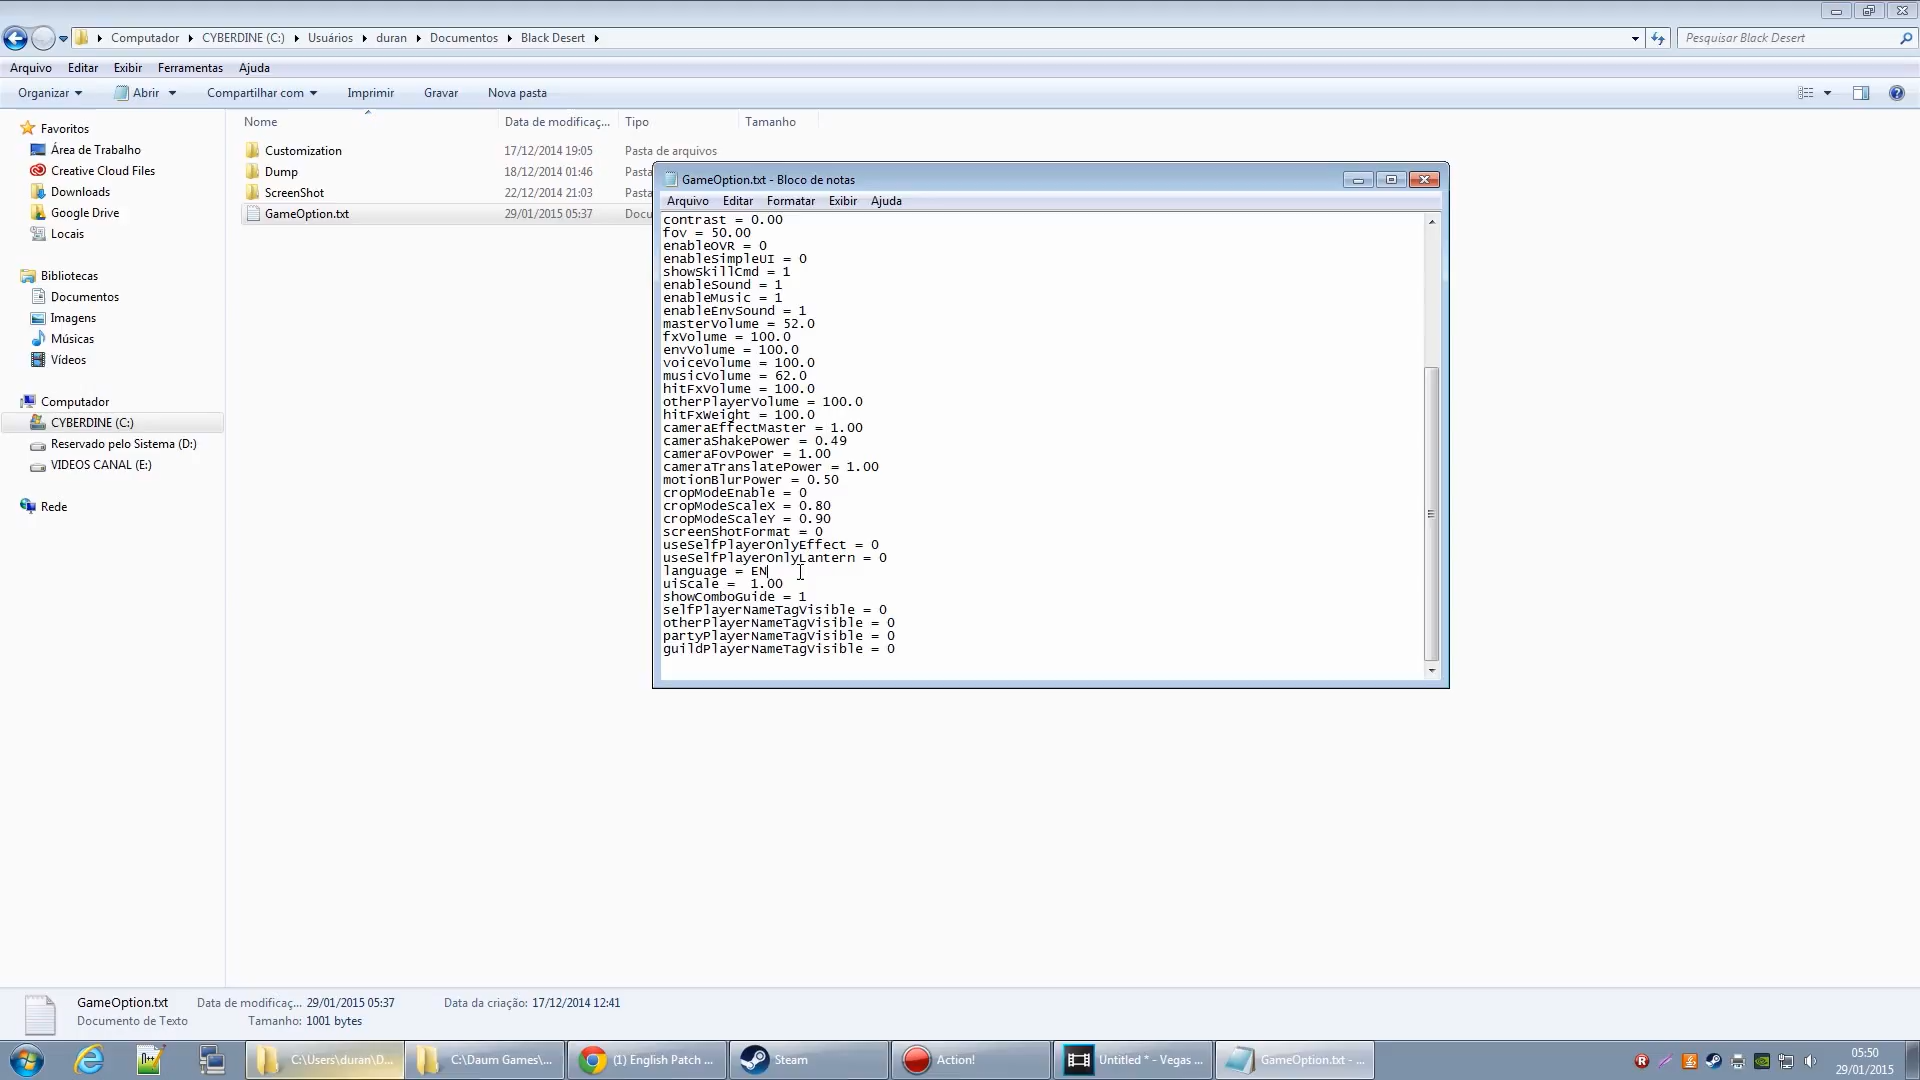 Computador CYBERDINE (C:) Usuários duran Documentos Black Desert
Pesquisar Black Desert
Arquivo Editar Exibir Ferramentas Ajuda
Organizar Abrir Compartilhar com Imprimir Gravar Nova pasta
Nome Data de modificaç... Tipo Tamanho
Favoritos
Área de Trabalho
Creative Cloud Files
Downloads
Google Drive
Locais
Bibliotecas
Documentos
Imagens
Músicas
Vídeos
Computador
CYBERDINE (C:)
Reservado pelo Sistema (D:)
VIDEOS CANAL (E:)
Rede
Customization 17/12/2014 19:05 Pasta de arquivos
Dump 18/12/2014 01:46 Pasta
ScreenShot 22/12/2014 21:03 Pasta
GameOption.txt 29/01/2015 05:37 Docu
GameOption.txt - Bloco de notas
Arquivo Editar Formatar Exibir Ajuda
contrast = 0.00
fov = 50.00
enableOVR = 0
enableSimpleUI = 0
showSkillCmd = 1
enableSound = 1
enableMusic = 1
enableEnvSound = 1
masterVolume = 52.0
fxVolume = 100.0
envVolume = 100.0
voiceVolume = 100.0
musicVolume = 62.0
hitFxVolume = 100.0
otherPlayerVolume = 100.0
hitFxWeight = 100.0
cameraEffectMaster = 1.00
cameraShakePower = 0.49
cameraFovPower = 1.00
cameraTranslatePower = 1.00
motionBlurPower = 0.50
cropModeEnable = 0
cropModeScaleX = 0.80
cropModeScaleY = 0.90
screenShotFormat = 0
useSelfPlayerOnlyEffect = 0
useSelfPlayerOnlyLantern = 0
language = EN
uiScale =  1.00
showComboGuide = 1
selfPlayerNameTagVisible = 0
otherPlayerNameTagVisible = 0
partyPlayerNameTagVisible = 0
guildPlayerNameTagVisible = 0
GameOption.txt Data de modificaç... 29/01/2015 05:37 Data da criação: 17/12/2014 12:41
Documento de Texto Tamanho: 1001 bytes
C:\Users\duran\D... C:\Daum Games\... (1) English Patch ... Steam Action! Untitled * - Vegas ... GameOption.txt - ...
05:50
29/01/2015